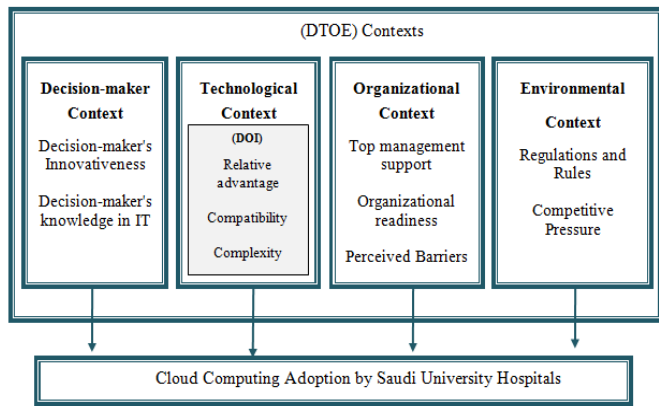 (DTOE) Contexts
Decision-maker
Context
Decision-maker's
Innovativeness
Decision-maker's
knowledge in IT
Technological
Context
(DOI)
Relative
advantage
Compatibility
Complexity
Organizational
Context
Top management
support
Organizational
readiness
Perceived Barriers
Environmental
Context
Regulations and
Rules
Competitive
Pressure
Cloud Computing Adoption by Saudi University Hospitals